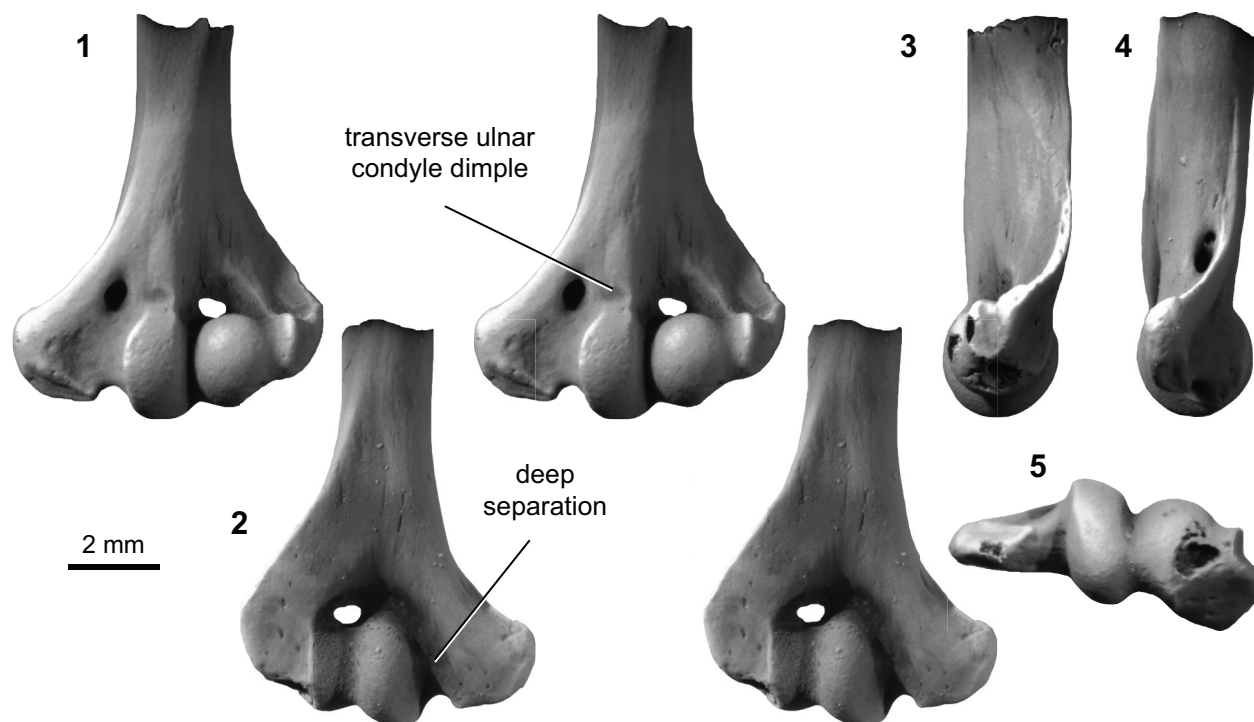 1
transverse ulnar
condyle dimple
3
4
2
deep
separation
5
2 mm